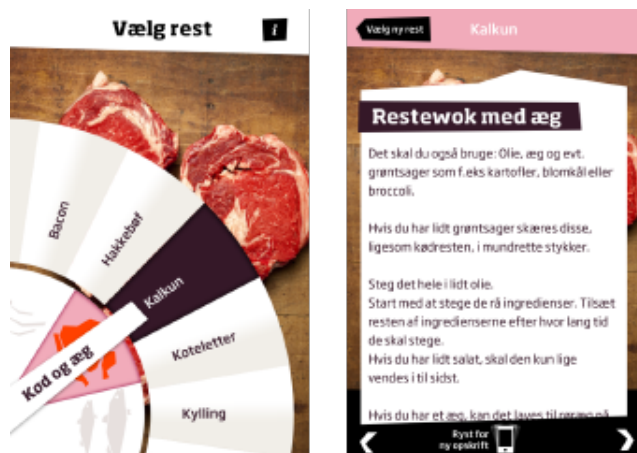 Vælg rest
i
Bacon
Hakkebøf
Kalkun
Koteletter
Kylling
Kød og æg
Vælg ny rest
Kalkun
Restewok med æg
Det skal du også bruge: Olie, æg og evt.
grøntsager som f.eks kartofler, blomkål eller
broccoli.
Hvis du har lidt grøntsager skæres disse,
ligesom kødresten, i mundrette stykker.
Steg det hele i lidt olie.
Start med at stege de rå ingredienser. Tilsæt
resten af ingredienserne efter hvor lang tid
de skal stege.
Hvis du har lidt salat, skal den kun lige
vendes i til sidst.
Hvis du har et æg, kan det laves til røræg på
Ryst for
ny opskrift